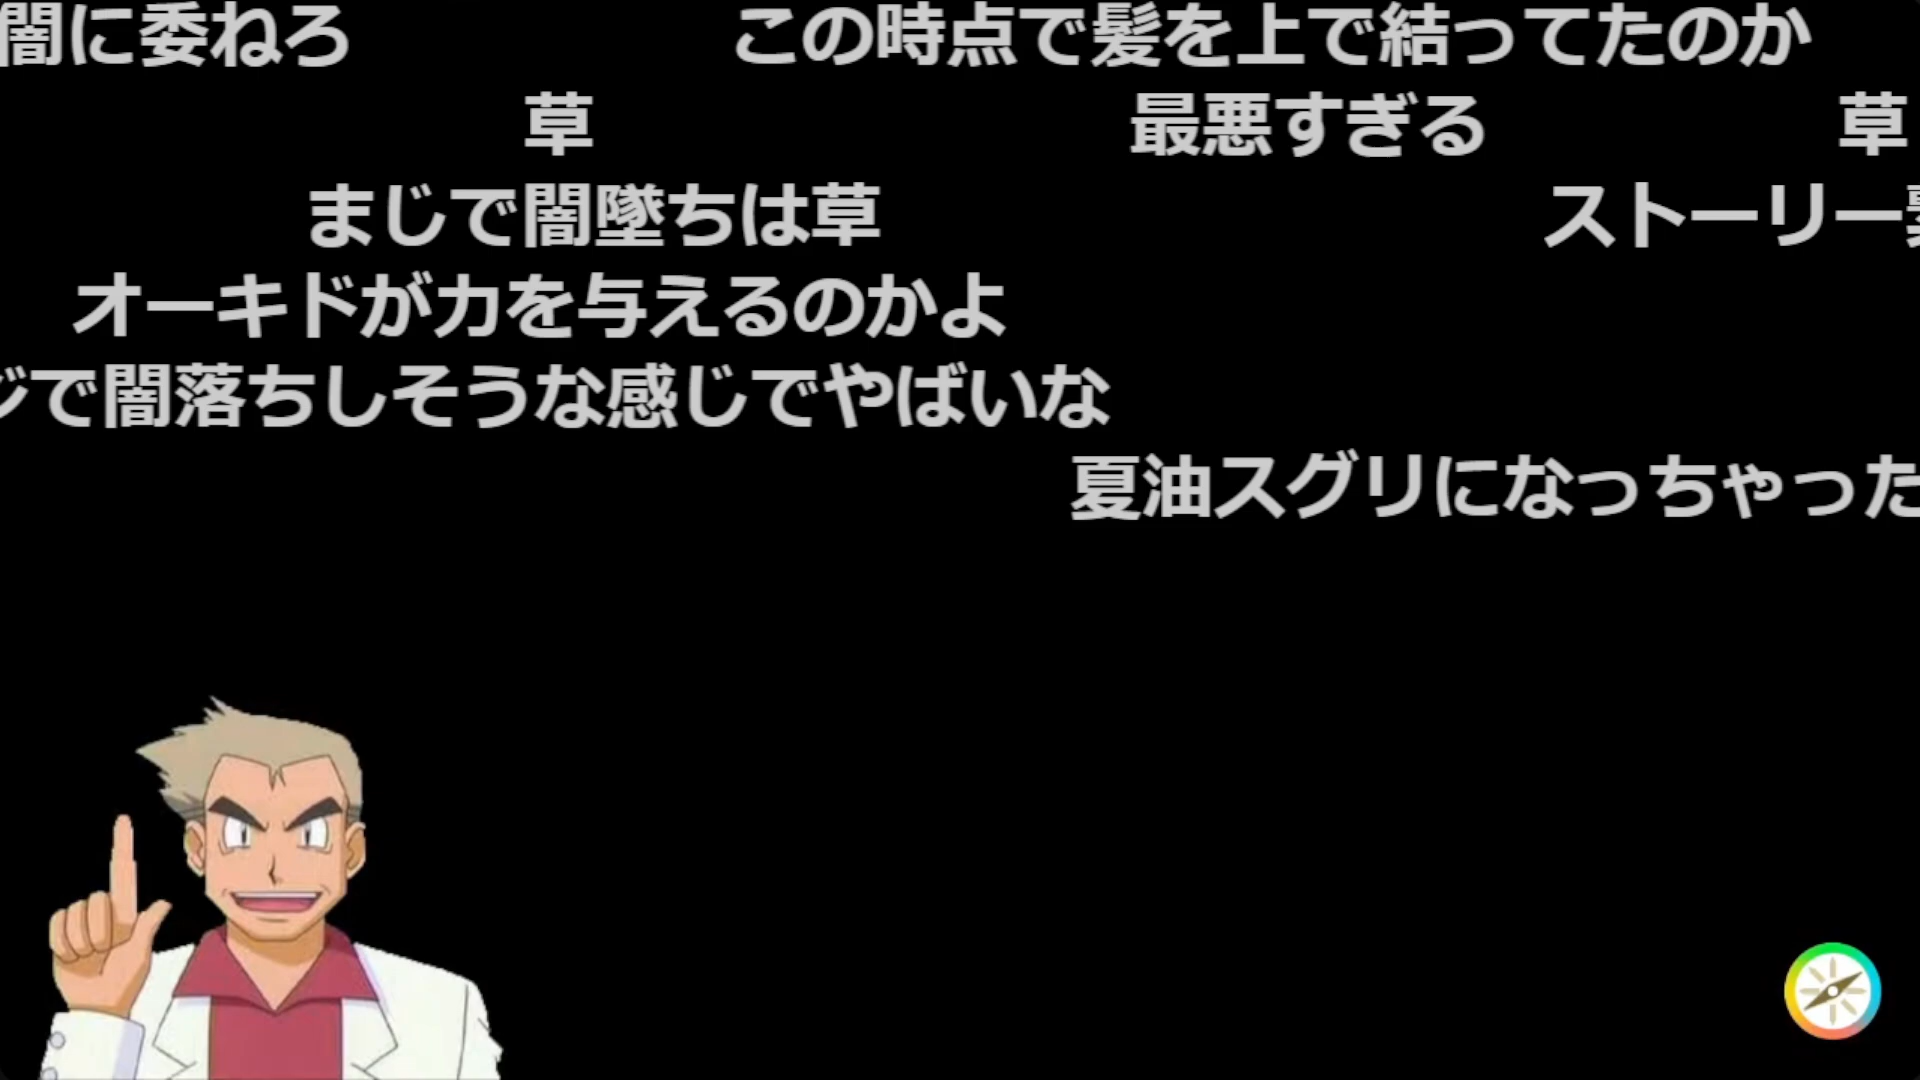 闇に委ねろ この時点で髪を上で結ってたのか
草 最悪すぎる 草
まじで闇墜ちは草 ストーリー
オーキドが力を与えるのかよ
ジで闇落ちしそうな感じでやばいな
夏油スグリになっちゃった